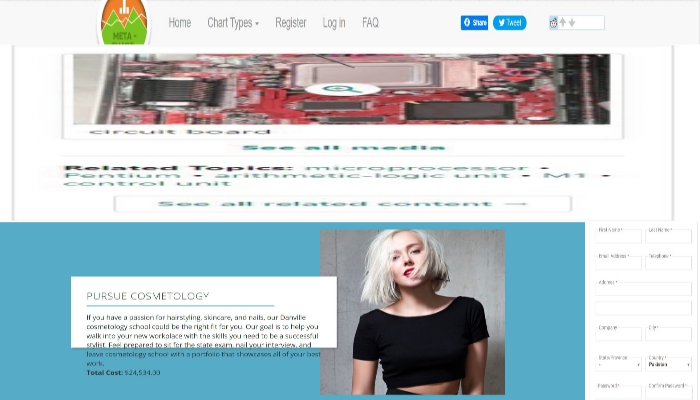 META -
Home
Chart Types
Register
Log in
FAQ
Share
Tweet
circuit board
See all media
Related Topics: microprocessor •
Pentium • arithmetic-logic unit • M1 •
control unit
See all related content →
PURSUE COSMETOLOGY
If you have a passion for hairstyling, skincare, and nails, our Danville
cosmetology school could be the right fit for you. Our goal is to help you
walk into your new workplace with the skills you need to be a successful
stylist. Feel prepared to sit for the state exam, nail your interview, and
leave cosmetology school with a portfolio that showcases all of your best
work.
Total Cost: $24,534.00
First Name *
Last Name *
Email Address *
Telephone *
Address *
Company
City *
State/Province
Country *
-
Pakistan
Password *
Confirm Password *